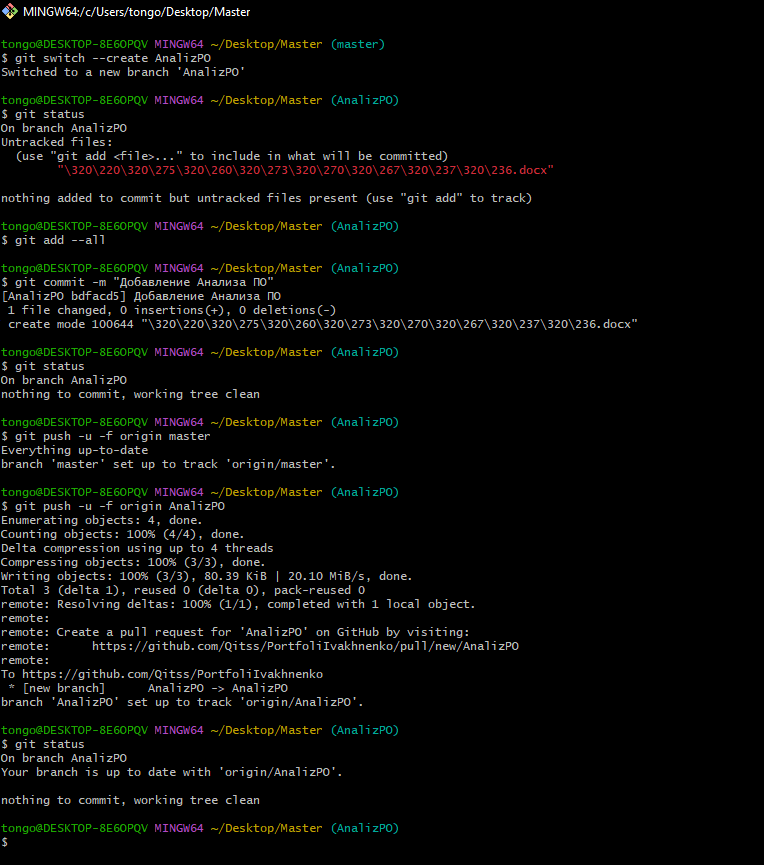 MINGW64:/c/Users/tongo/Desktop/Master
tongo@DESKTOP-8E6OPQV MINGW64 ~/Desktop/Master (master)
$ git switch --create AnalizPO
Switched to a new branch 'AnalizPO'
tongo@DESKTOP-8E6OPQV MINGW64 ~/Desktop/Master (AnalizPO)
$ git status
On branch AnalizPO
Untracked files:
  (use "git add <file>..." to include in what will be committed)
        "\320\220\320\275\320\260\320\273\320\270\320\267\320\237\320\236.docx"
nothing added to commit but untracked files present (use "git add" to track)
tongo@DESKTOP-8E6OPQV MINGW64 ~/Desktop/Master (AnalizPO)
$ git add --all
tongo@DESKTOP-8E6OPQV MINGW64 ~/Desktop/Master (AnalizPO)
$ git commit -m "Добавление Анализа ПО"
[AnalizPO bdfacd5] Добавление Анализа ПО
 1 file changed, 0 insertions(+), 0 deletions(-)
 create mode 100644 "\320\220\320\275\320\260\320\273\320\270\320\267\320\237\320\236.docx"
tongo@DESKTOP-8E6OPQV MINGW64 ~/Desktop/Master (AnalizPO)
$ git status
On branch AnalizPO
nothing to commit, working tree clean
tongo@DESKTOP-8E6OPQV MINGW64 ~/Desktop/Master (AnalizPO)
$ git push -u -f origin master
Everything up-to-date
branch 'master' set up to track 'origin/master'.
tongo@DESKTOP-8E6OPQV MINGW64 ~/Desktop/Master (AnalizPO)
$ git push -u -f origin AnalizPO
Enumerating objects: 4, done.
Counting objects: 100% (4/4), done.
Delta compression using up to 4 threads
Compressing objects: 100% (3/3), done.
Writing objects: 100% (3/3), 80.39 KiB | 20.10 MiB/s, done.
Total 3 (delta 1), reused 0 (delta 0), pack-reused 0
remote: Resolving deltas: 100% (1/1), completed with 1 local object.
remote:
remote: Create a pull request for 'AnalizPO' on GitHub by visiting:
remote:      https://github.com/Qitss/PortfoliIvakhnenko/pull/new/AnalizPO
remote:
To https://github.com/Qitss/PortfoliIvakhnenko
 * [new branch]      AnalizPO -> AnalizPO
branch 'AnalizPO' set up to track 'origin/AnalizPO'.
tongo@DESKTOP-8E6OPQV MINGW64 ~/Desktop/Master (AnalizPO)
$ git status
On branch AnalizPO
Your branch is up to date with 'origin/AnalizPO'.
nothing to commit, working tree clean
tongo@DESKTOP-8E6OPQV MINGW64 ~/Desktop/Master (AnalizPO)
$